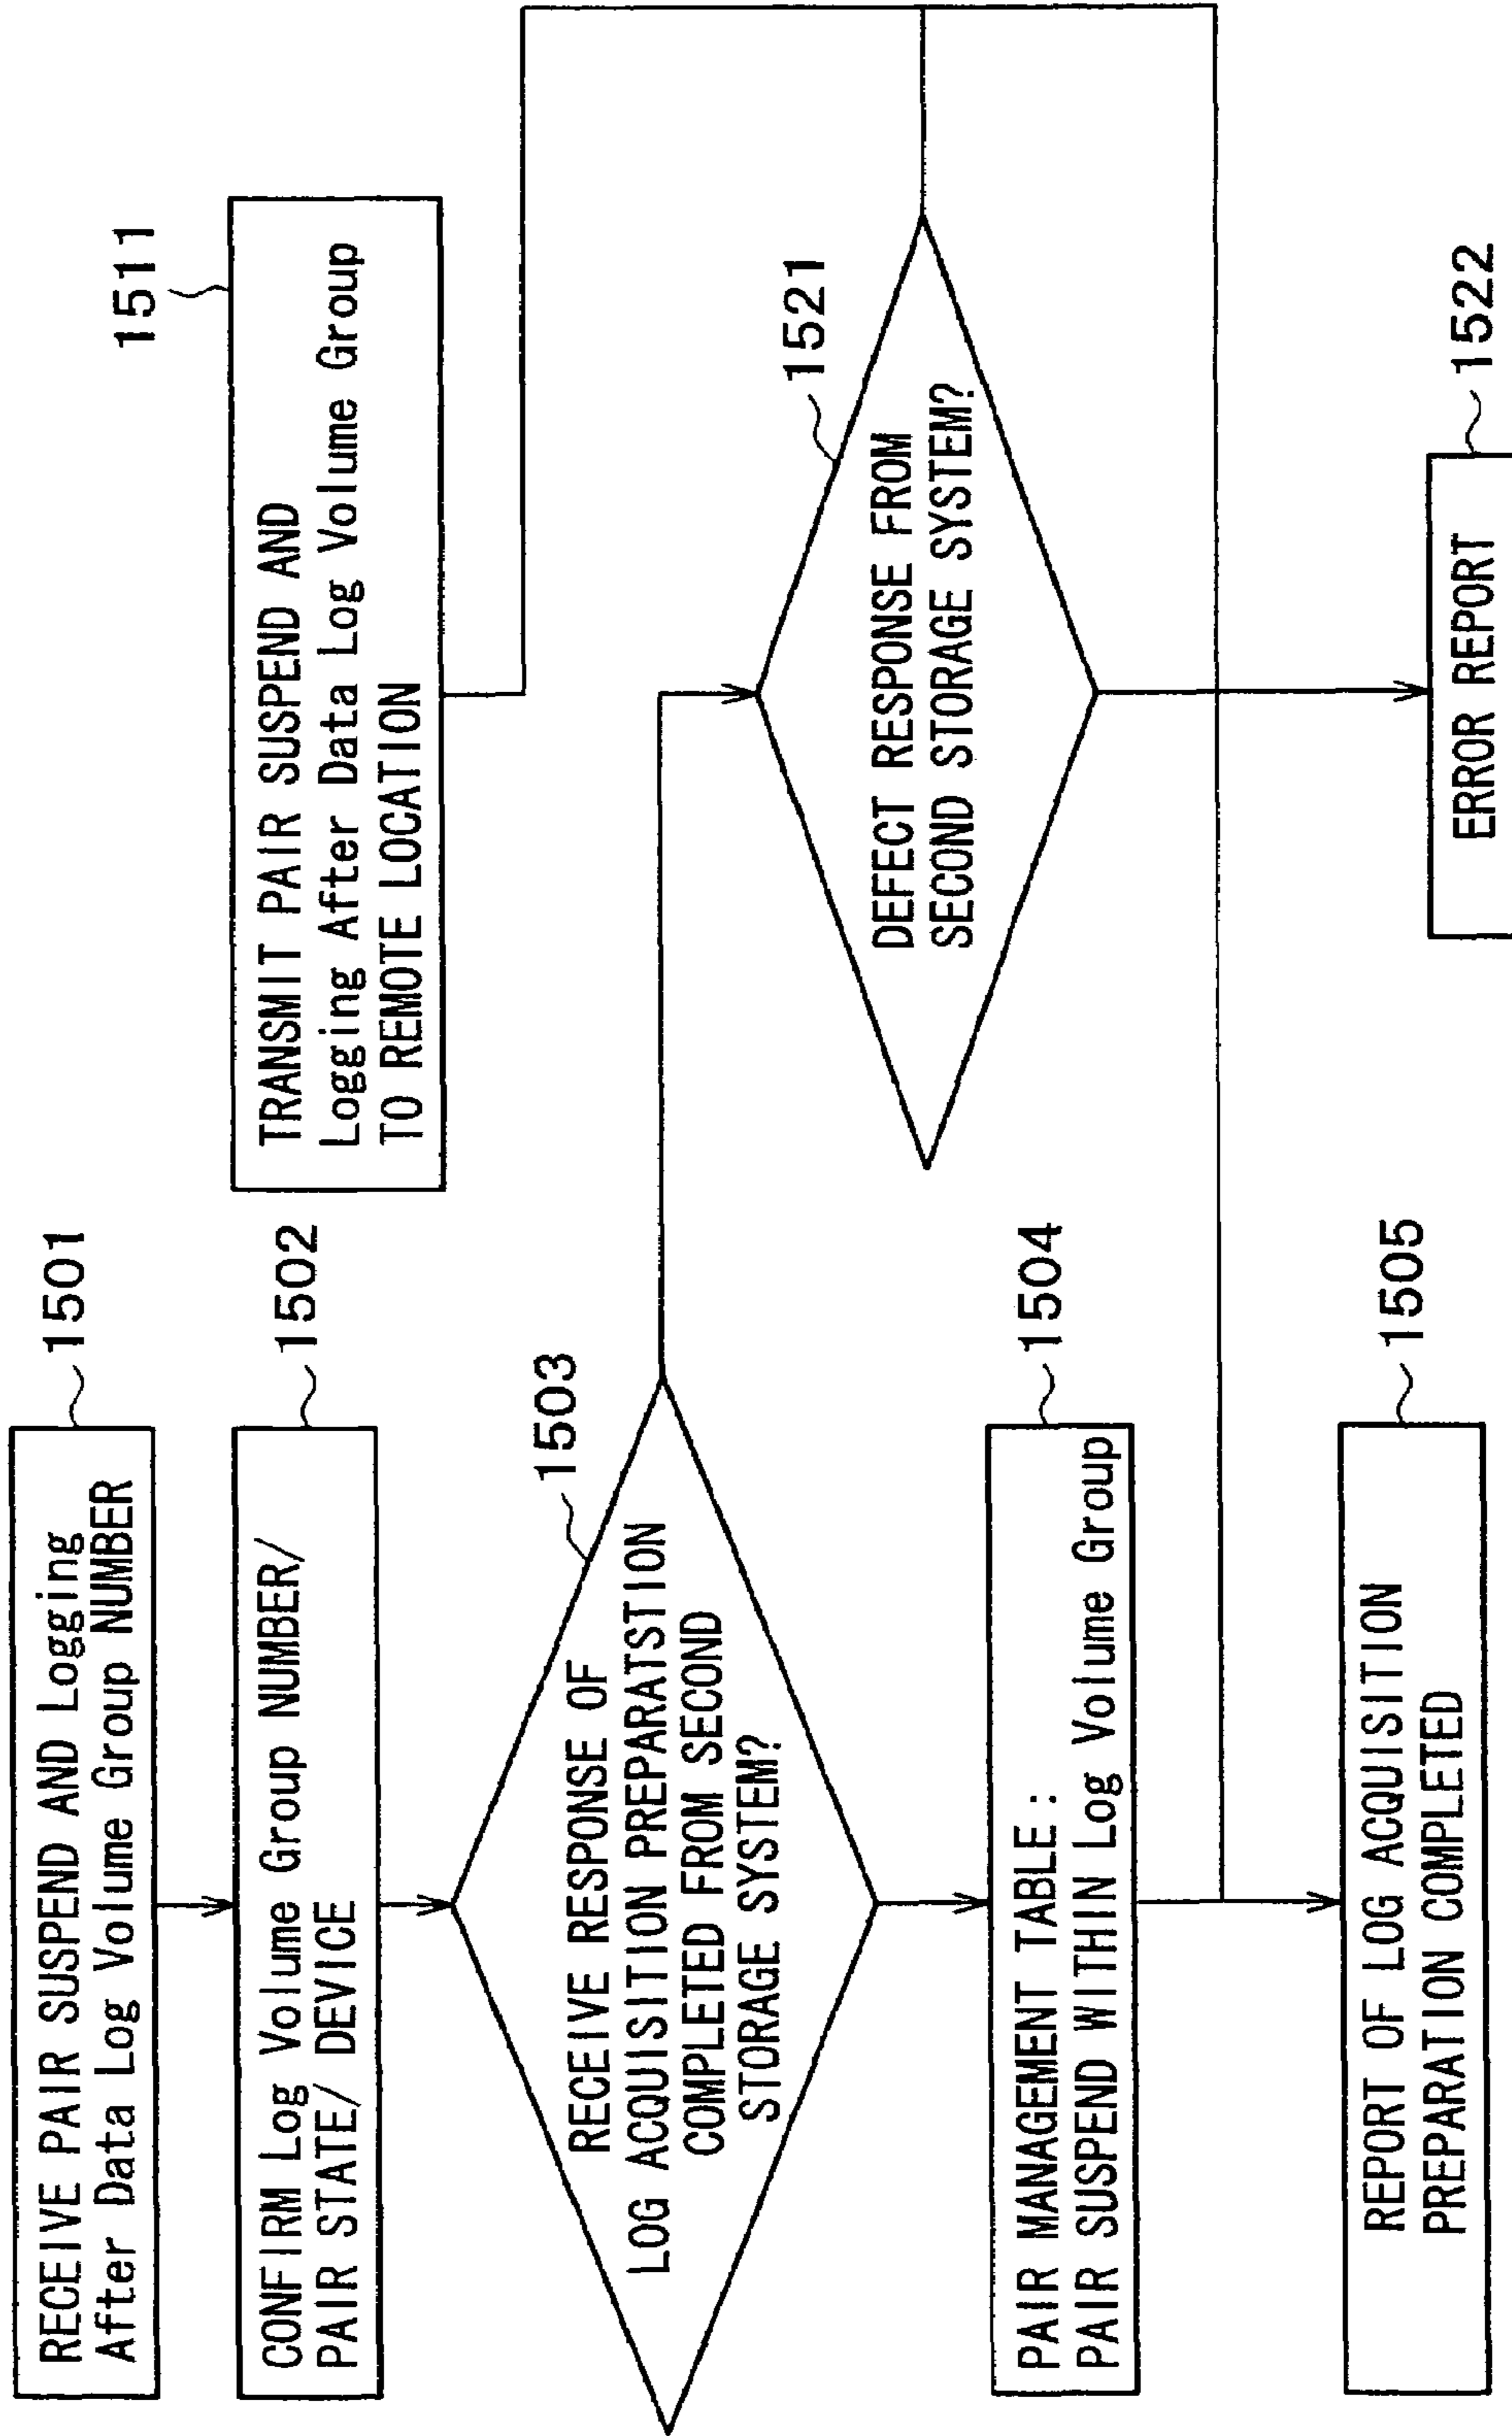 RECEIVE PAIR SUSPEND AND Logging
After Data Log Volume Group NUMBER
1501
CONFIRM Log Volume Group NUMBER/
PAIR STATE/ DEVICE
1502
TRANSMIT PAIR SUSPEND AND
Logging After Data Log Volume Group
TO REMOTE LOCATION
1511
RECEIVE RESPONSE OF
LOG ACQUISITION PREPARATSTION
COMPLETED FROM SECOND
STORAGE SYSTEM?
1503
DEFECT RESPONSE FROM
SECOND STORAGE SYSTEM?
1521
PAIR MANAGEMENT TABLE:
PAIR SUSPEND WITHIN Log Volume Group
1504
REPORT OF LOG ACQUISITION
PREPARATION COMPLETED
1505
ERROR REPORT
1522